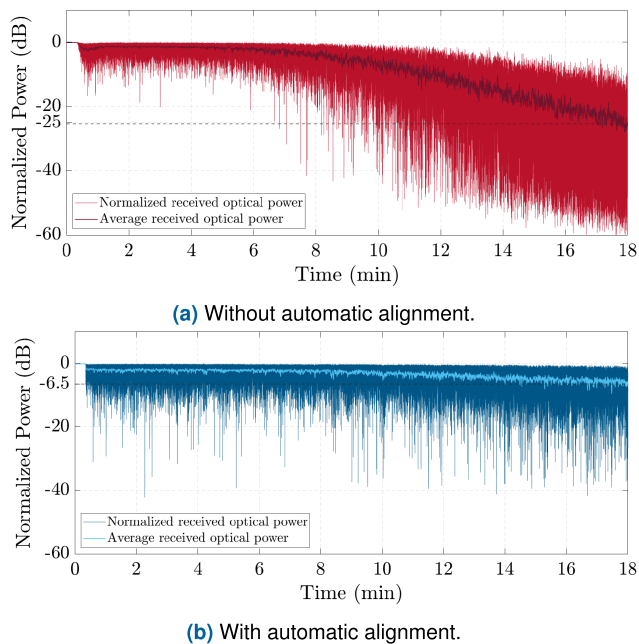 Normalized Power (dB)
0
-20
-25
-40
-60
Normalized received optical power
Average received optical power
0 2 4 6 8 10 12 14 16 18
Time (min)
(a) Without automatic alignment.
Normalized Power (dB)
0
-6.5
-20
-40
-60
Normalized received optical power
Average received optical power
0 2 4 6 8 10 12 14 16 18
Time (min)
(b) With automatic alignment.